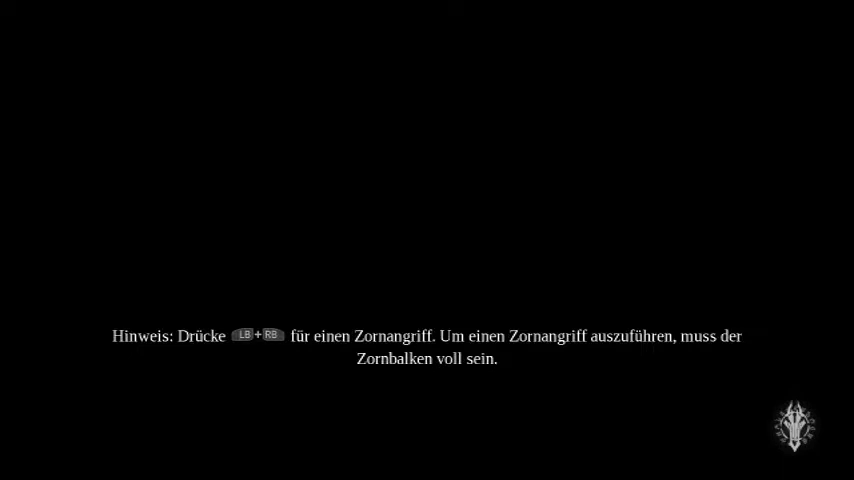 Hinweis: Drücke LB+RB für einen Zornangriff. Um einen Zornangriff auszuführen, muss der
Zornbalken voll sein.